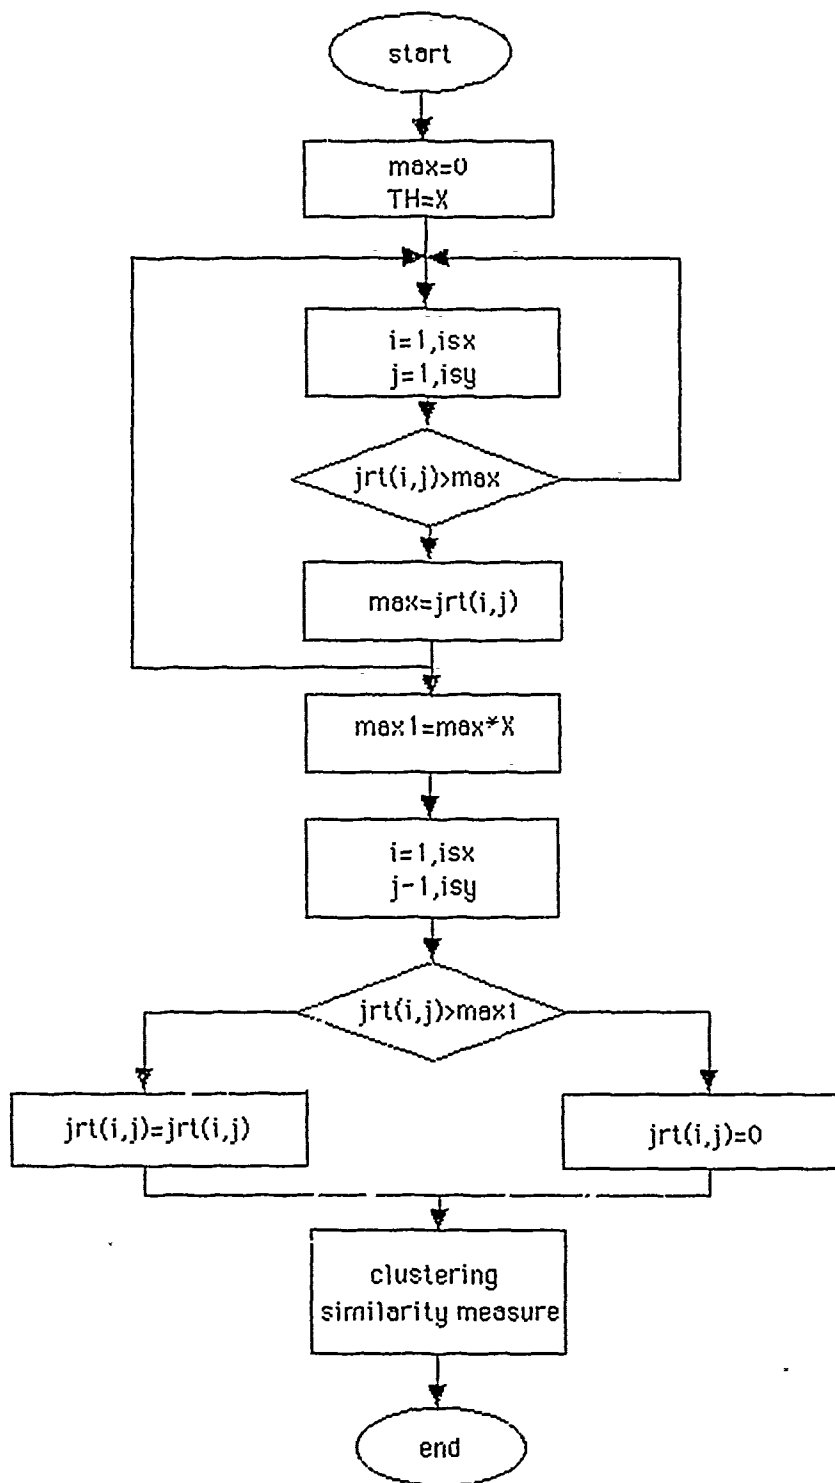 start
max=0
TH=X
i=1,isx
j=1,isy
jrt(i,j)>max
max=jrt(i,j)
max1=max*X
i=1,isx
j-1,isy
jrt(i,j)>max1
jrt(i,j)=jrt(i,j)
jrt(i,j)=0
clustering
similarity measure
end